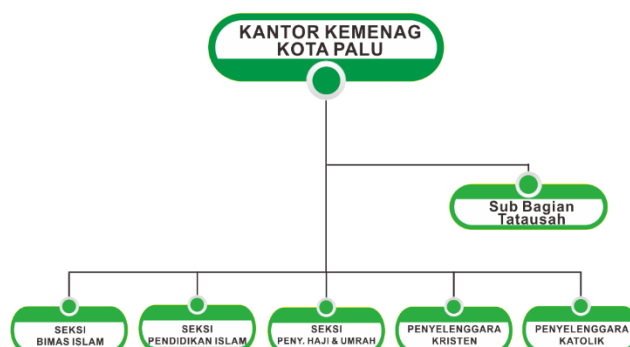 KANTOR KEMENAG
KOTA PALU
Sub Bagian
Tatausah
SEKSI
BIMAS ISLAM
SEKSI
PENDIDIKAN ISLAM
SEKSI
PENY. HAJI & UMRAH
PENYELENGGARA
KRISTEN
PENYELENGGARA
KATOLIK